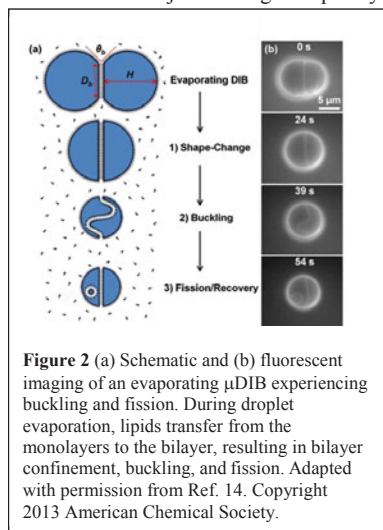 (a)
θb
Db
H
Evaporating DIB
1) Shape-Change
2) Buckling
3) Fission/Recovery
(b)
0 s
5 µm
24 s
39 s
54 s
Figure 2 (a) Schematic and (b) fluorescent
imaging of an evaporating µDIB experiencing
buckling and fission. During droplet
evaporation, lipids transfer from the
monolayers to the bilayer, resulting in bilayer
confinement, buckling, and fission. Adapted
with permission from Ref. 14. Copyright
2013 American Chemical Society.